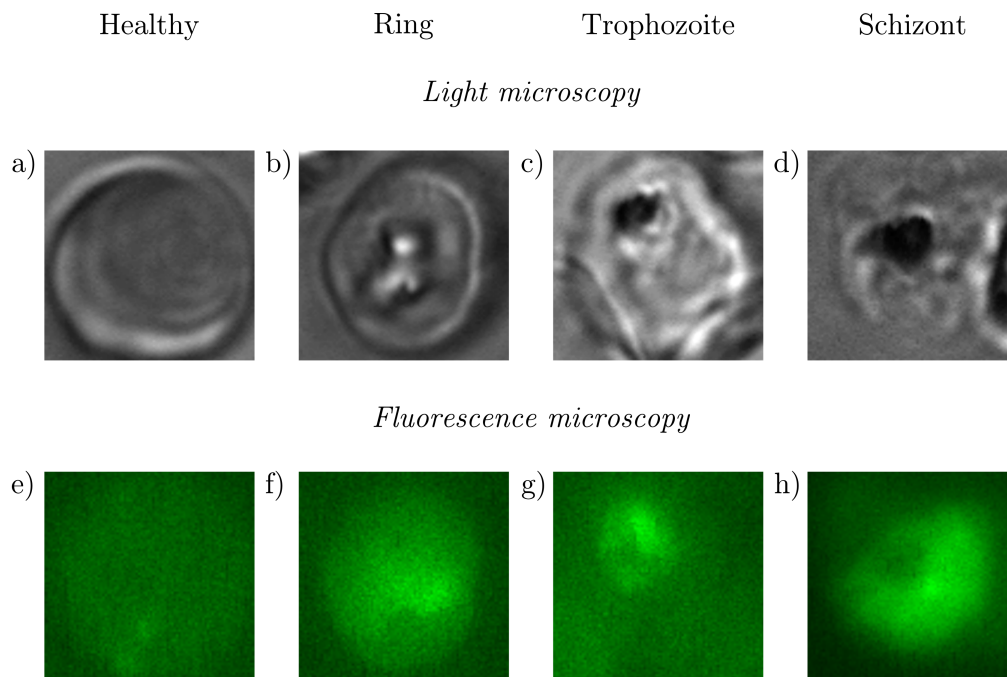 Healthy Ring Trophozoite Schizont
Light microscopy
a) b) c) d)
Fluorescence microscopy
e) f) g) h)